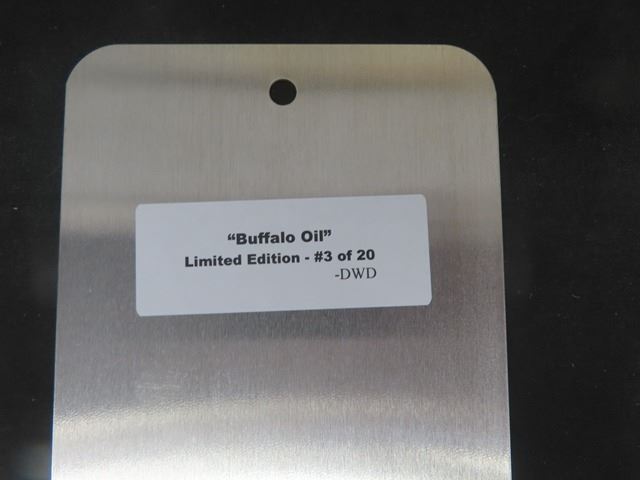 “Buffalo Oil”
Limited Edition - #3 of 20
-DWD